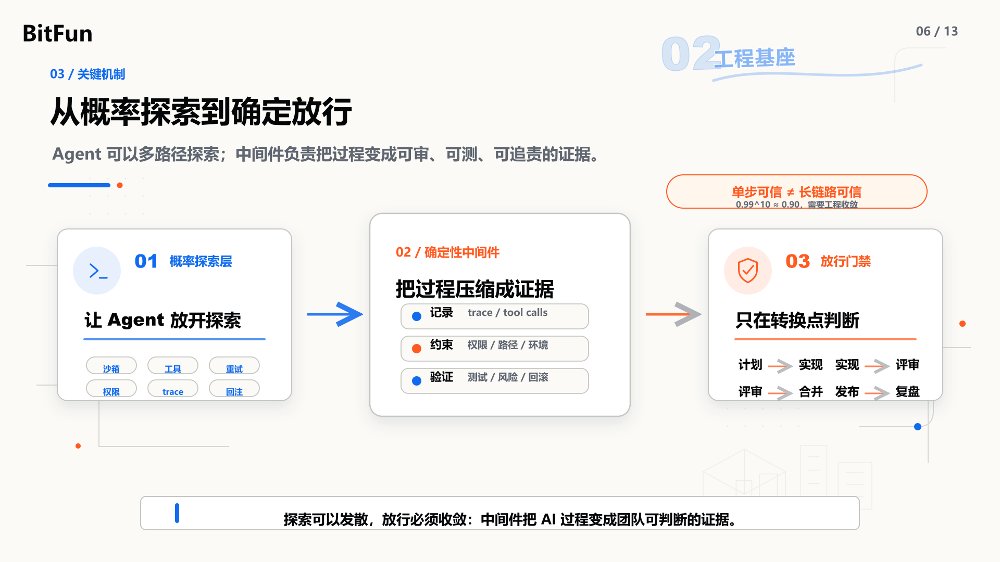 BitFun
06 / 13
02 工程基座
03 / 关键机制
从概率探索到确定放行
Agent 可以多路径探索；中间件负责把过程变成可审、可测、可追责的证据。
单步可信 ≠ 长链路可信
0.99^10 ≈ 0.90，需要工程收敛
01 概率探索层
让 Agent 放开探索
沙箱 工具 重试
权限 trace 回注
02 / 确定性中间件
把过程压缩成证据
记录 trace / tool calls
约束 权限 / 路径 / 环境
验证 测试 / 风险 / 回滚
03 放行门禁
只在转换点判断
计划 实现 实现 评审
评审 合并 发布 复盘
探索可以发散，放行必须收敛：中间件把 AI 过程变成团队可判断的证据。